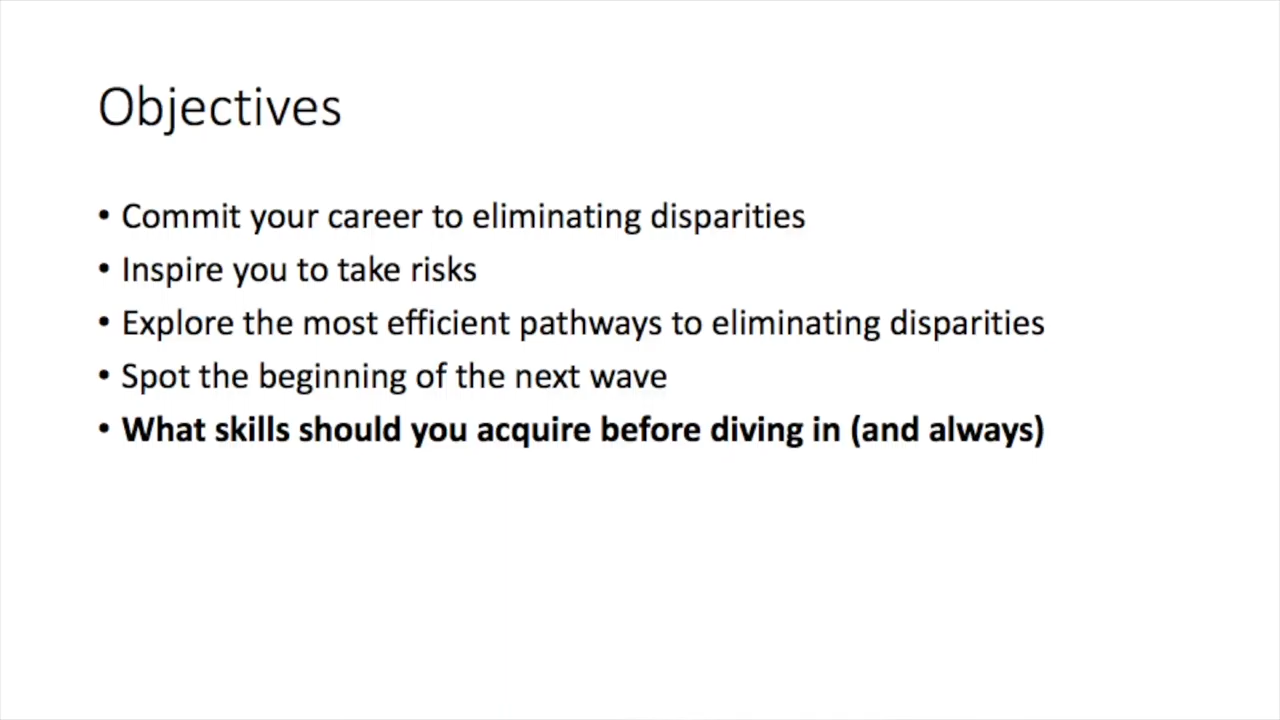 Objectives
• Commit your career to eliminating disparities
• Inspire you to take risks
• Explore the most efficient pathways to eliminating disparities
• Spot the beginning of the next wave
• What skills should you acquire before diving in (and always)